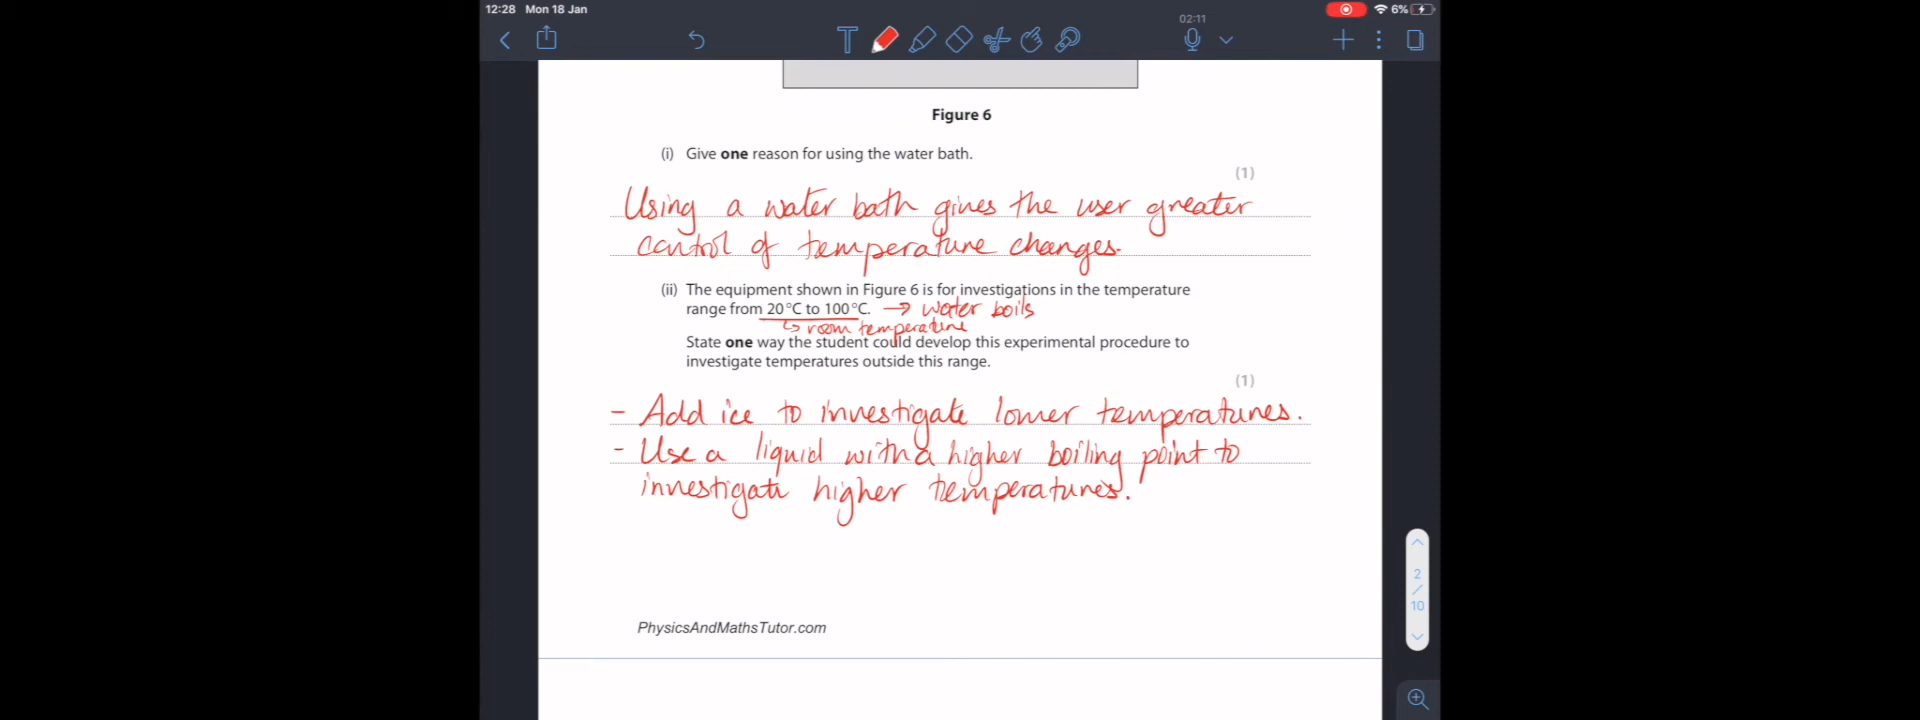 12:28 Mon 18 Jan
6%
02:11
Figure 6
(i) Give one reason for using the water bath.
(1)
Using a water bath gives the user greater
control of temperature changes.
(ii) The equipment shown in Figure 6 is for investigations in the temperature
range from 20°C to 100°C. → water boils
↳ room temperature
State one way the student could develop this experimental procedure to
investigate temperatures outside this range.
(1)
- Add ice to investigate lower temperatures.
- Use a liquid with a higher boiling point to
investigate higher temperatures.
2
/
10
PhysicsAndMathsTutor.com